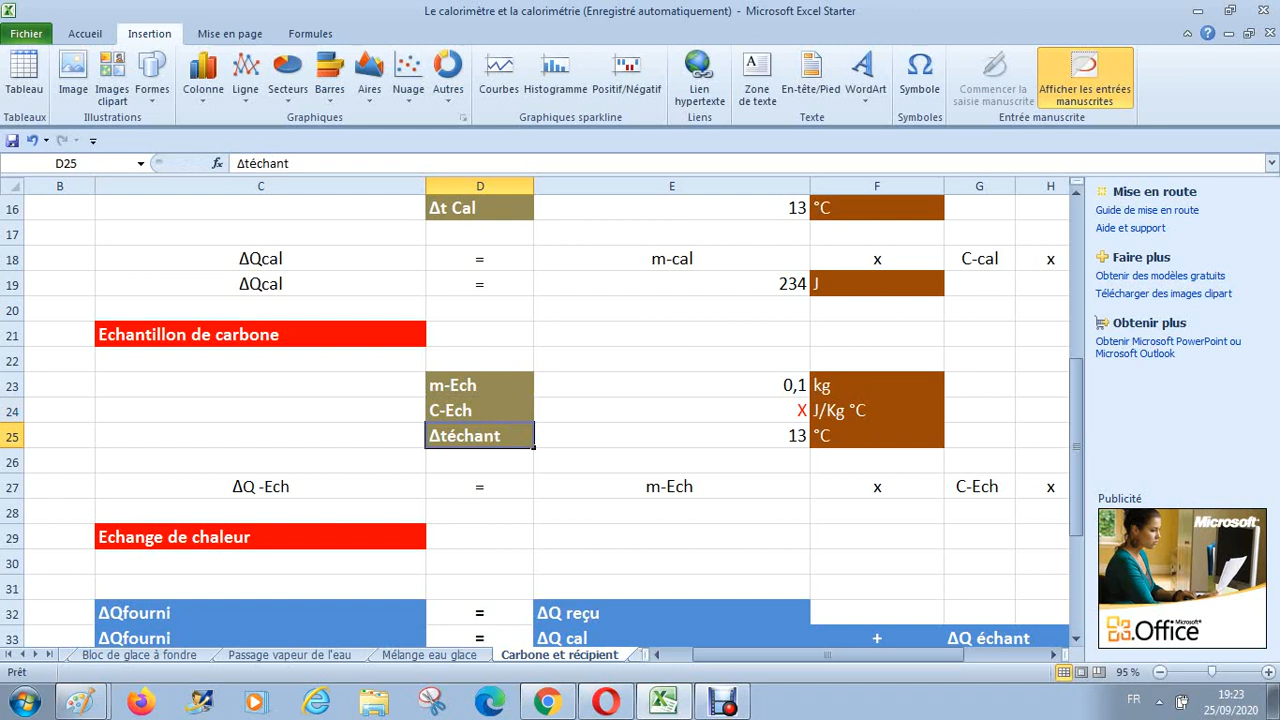 Le calorimètre et la calorimétrie (Enregistré automatiquement) - Microsoft Excel Starter
Fichier Accueil Insertion Mise en page Formules
Tableau Image Images clipart Formes Colonne Ligne Secteurs Barres Aires Nuage Autres Courbes Histogramme Positif/Négatif Lien hypertexte Zone de texte En-tête/Pied WordArt Symbole Commencer la saisie manuscrite Afficher les entrées manuscrites
Tableaux Illustrations Graphiques Graphiques sparkline Liens Texte Symboles Entrée manuscrite
D25 fx Δtéchant
B C D E F G H
16 Δt Cal 13 °C
17
18 ΔQcal = m-cal x C-cal x
19 ΔQcal = 234 J
20
21 Echantillon de carbone
22
23 m-Ech 0,1 kg
24 C-Ech X J/Kg °C
25 Δtéchant 13 °C
26
27 ΔQ -Ech = m-Ech x C-Ech x
28
29 Echange de chaleur
30
31
32 ΔQfourni = ΔQ reçu
33 ΔQfourni = ΔQ cal + ΔQ échant
Mise en route
Guide de mise en route
Aide et support
Faire plus
Obtenir des modèles gratuits
Télécharger des images clipart
Obtenir plus
Obtenir Microsoft PowerPoint ou
Microsoft Outlook
Publicité
Microsoft
Office
Bloc de glace à fondre Passage vapeur de l'eau Mélange eau glace Carbone et récipient
Prêt 95 %
FR 19:23
25/09/2020